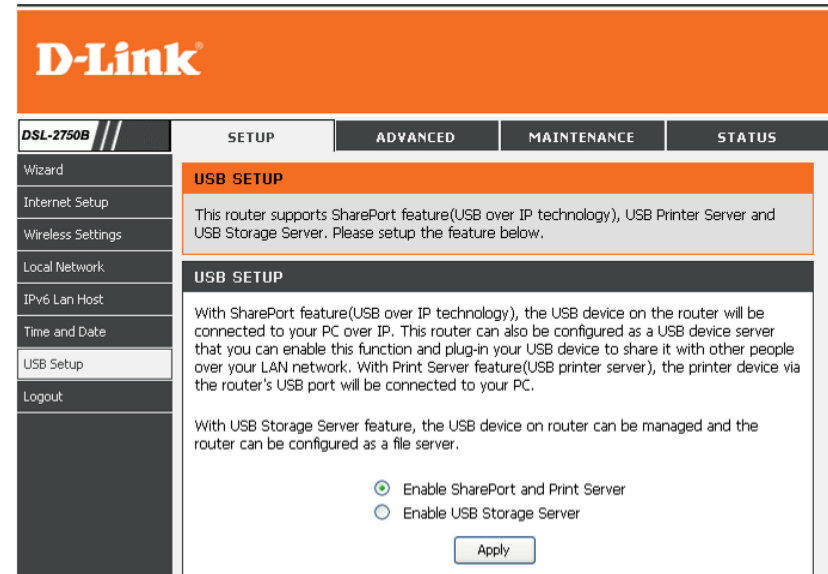 D-Link®
DSL-2750B
SETUP
ADVANCED
MAINTENANCE
STATUS
Wizard
Internet Setup
Wireless Settings
Local Network
IPv6 Lan Host
Time and Date
USB Setup
Logout
USB SETUP
This router supports SharePort feature(USB over IP technology), USB Printer Server and
USB Storage Server. Please setup the feature below.
USB SETUP
With SharePort feature(USB over IP technology), the USB device on the router will be
connected to your PC over IP. This router can also be configured as a USB device server
that you can enable this function and plug-in your USB device to share it with other people
over your LAN network. With Print Server feature(USB printer server), the printer device via
the router's USB port will be connected to your PC.
With USB Storage Server feature, the USB device on router can be managed and the
router can be configured as a file server.
Enable SharePort and Print Server
Enable USB Storage Server
Apply